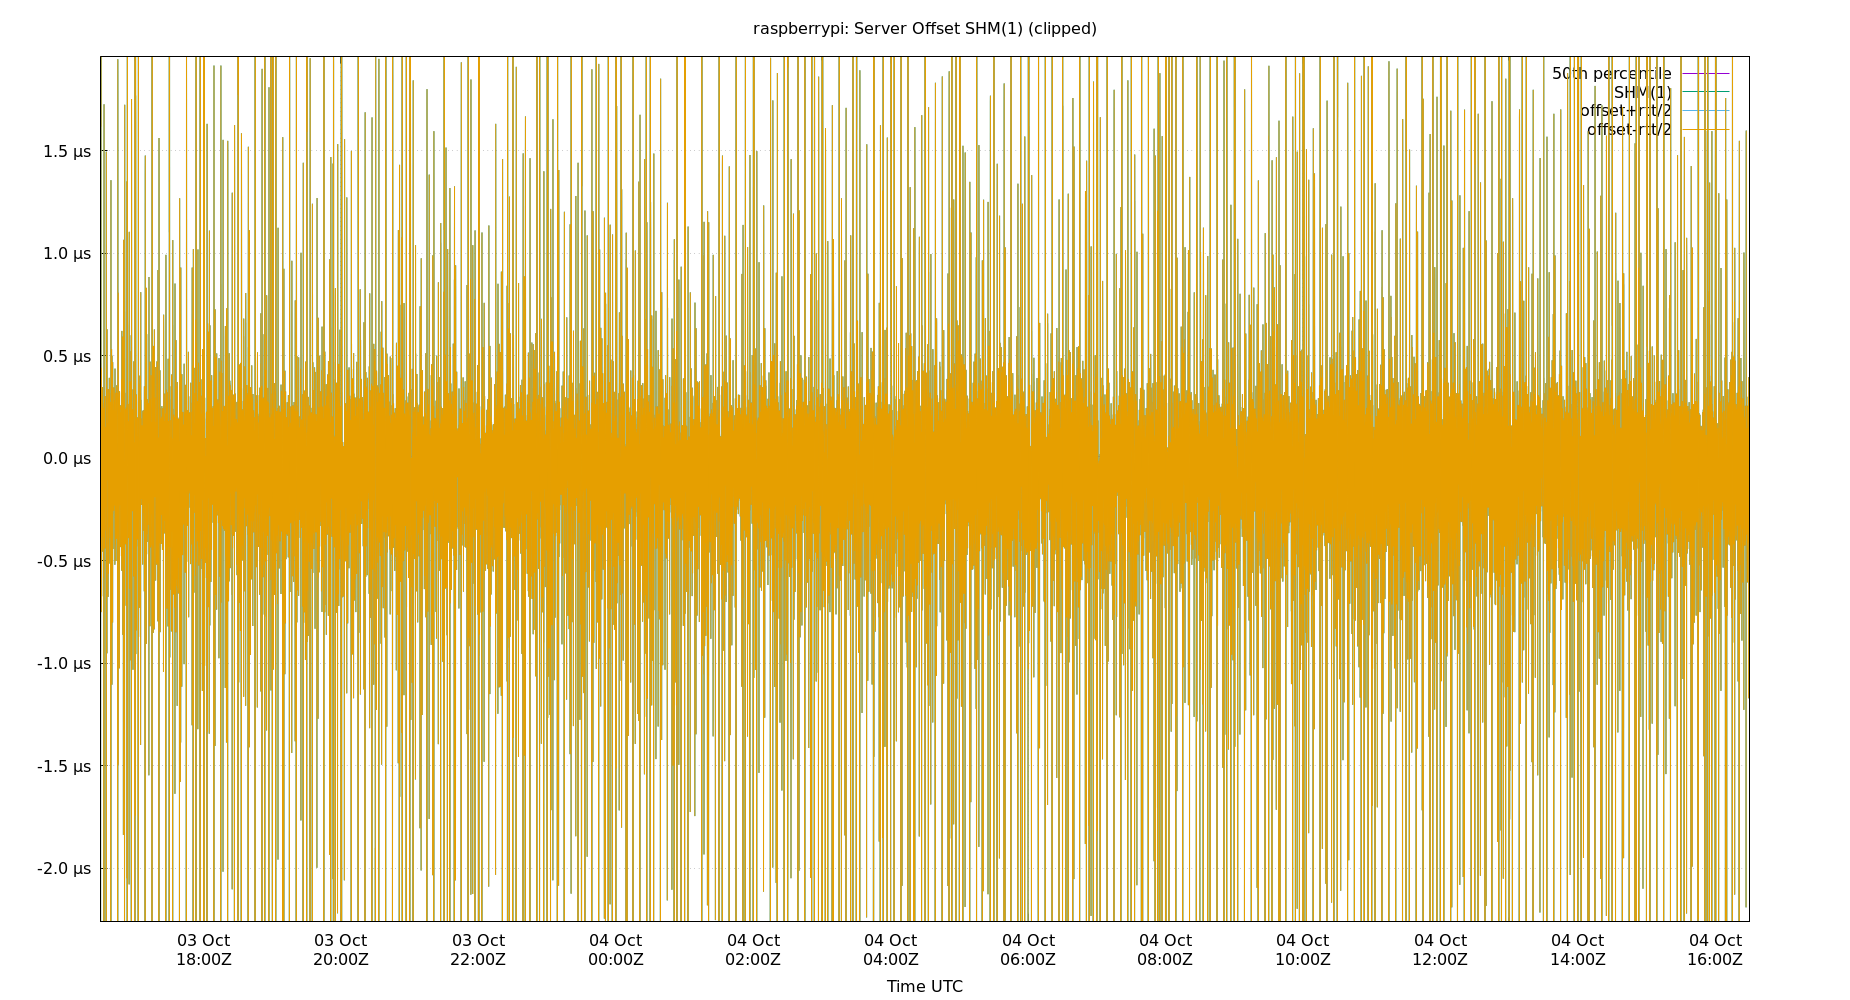 raspberrypi: Server Offset SHM(1) (clipped)
50th percentile
SHM(1)
offset+rtt/2
offset-rtt/2
1.5 µs
1.0 µs
0.5 µs
0.0 µs
-0.5 µs
-1.0 µs
-1.5 µs
-2.0 µs
03 Oct 03 Oct 03 Oct 04 Oct 04 Oct 04 Oct 04 Oct 04 Oct 04 Oct 04 Oct 04 Oct 04 Oct
18:00Z 20:00Z 22:00Z 00:00Z 02:00Z 04:00Z 06:00Z 08:00Z 10:00Z 12:00Z 14:00Z 16:00Z
Time UTC